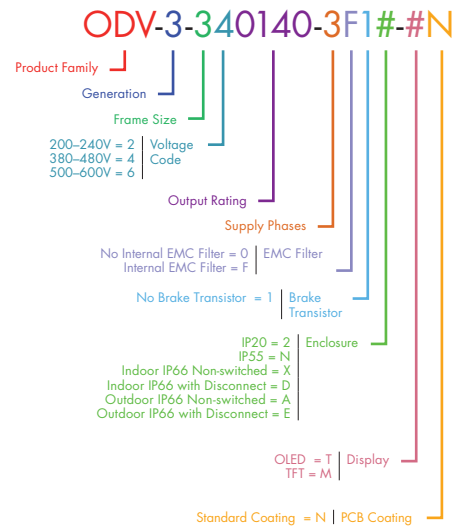 ODV-3-340140-3F1#-#N
Product Family
Generation
Frame Size
200–240V = 2 | Voltage
380–480V = 4 | Code
500–600V = 6
Output Rating
Supply Phases
No Internal EMC Filter = 0 | EMC Filter
Internal EMC Filter = F
No Brake Transistor = 1 | Brake
Transistor
IP20 = 2 | Enclosure
IP55 = N
Indoor IP66 Non-switched = X
Indoor IP66 with Disconnect = D
Outdoor IP66 Non-switched = A
Outdoor IP66 with Disconnect = E
OLED = T | Display
TFT = M
Standard Coating = N | PCB Coating